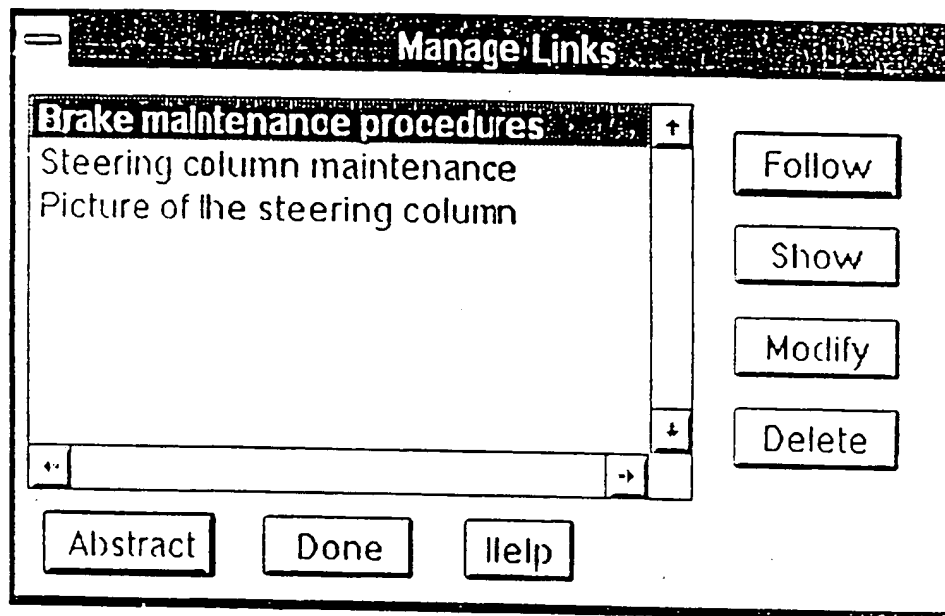 Manage Links
Brake maintenance procedures
Steering column maintenance
Picture of the steering column
Follow
Show
Modify
Delete
Abstract
Done
Help